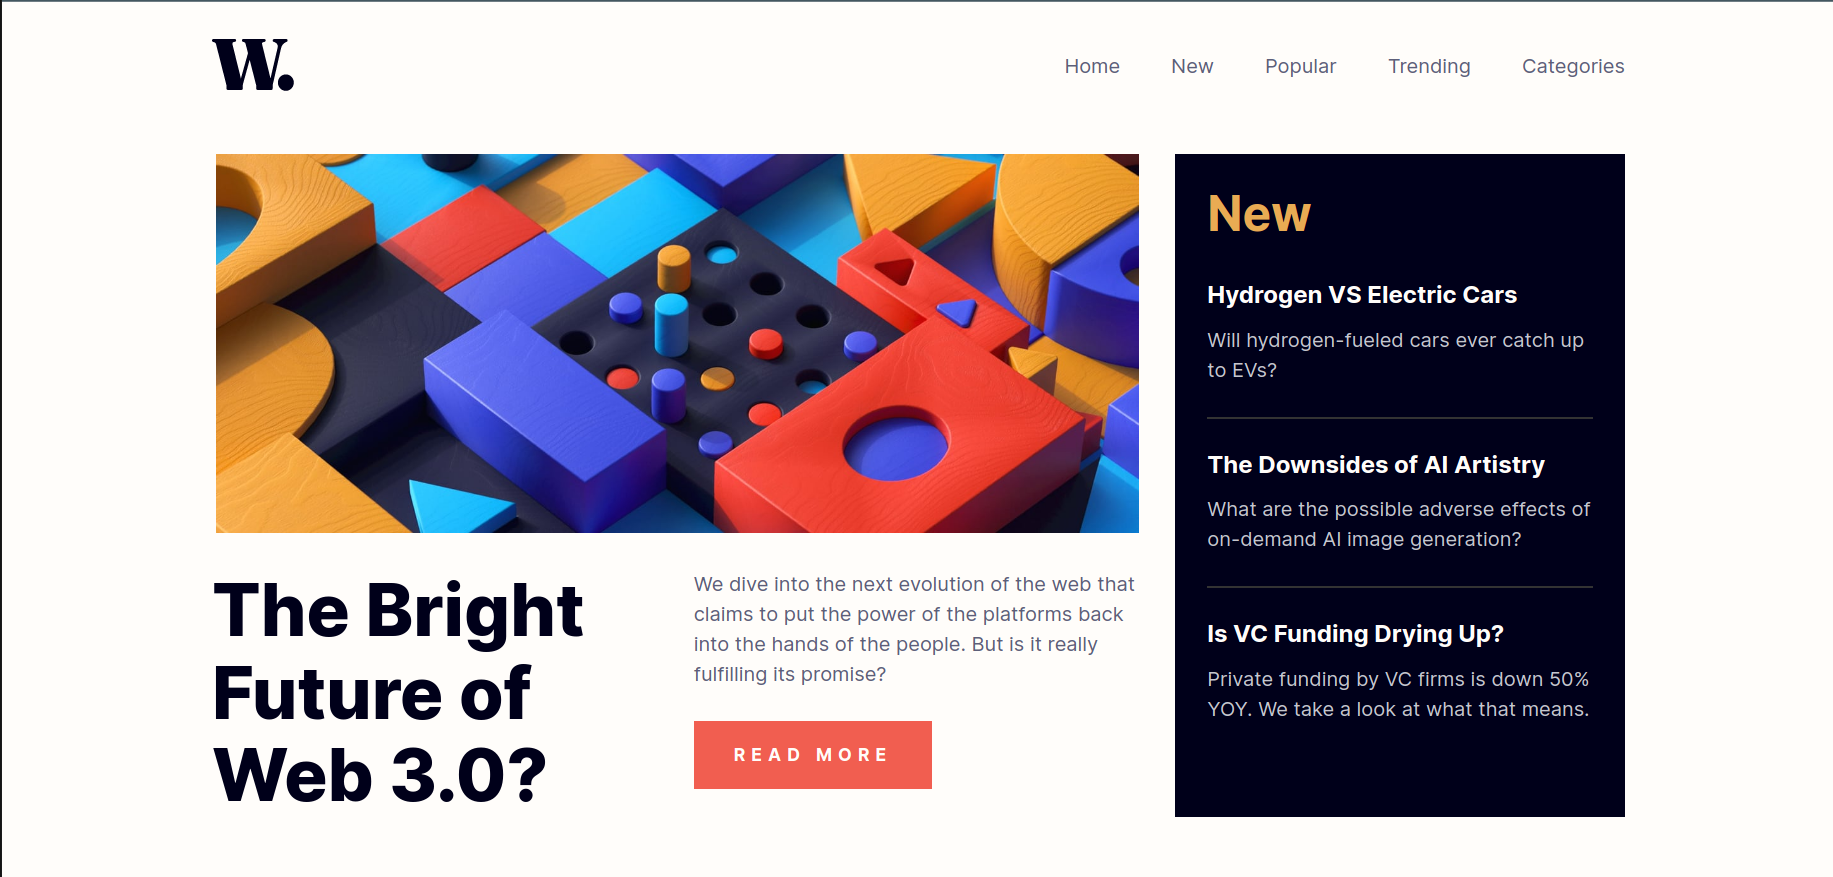 W.
Home New Popular Trending Categories
The Bright
Future of
Web 3.0?
We dive into the next evolution of the web that
claims to put the power of the platforms back
into the hands of the people. But is it really
fulfilling its promise?
READ MORE
New
Hydrogen VS Electric Cars
Will hydrogen-fueled cars ever catch up
to EVs?
The Downsides of AI Artistry
What are the possible adverse effects of
on-demand AI image generation?
Is VC Funding Drying Up?
Private funding by VC firms is down 50%
YOY. We take a look at what that means.